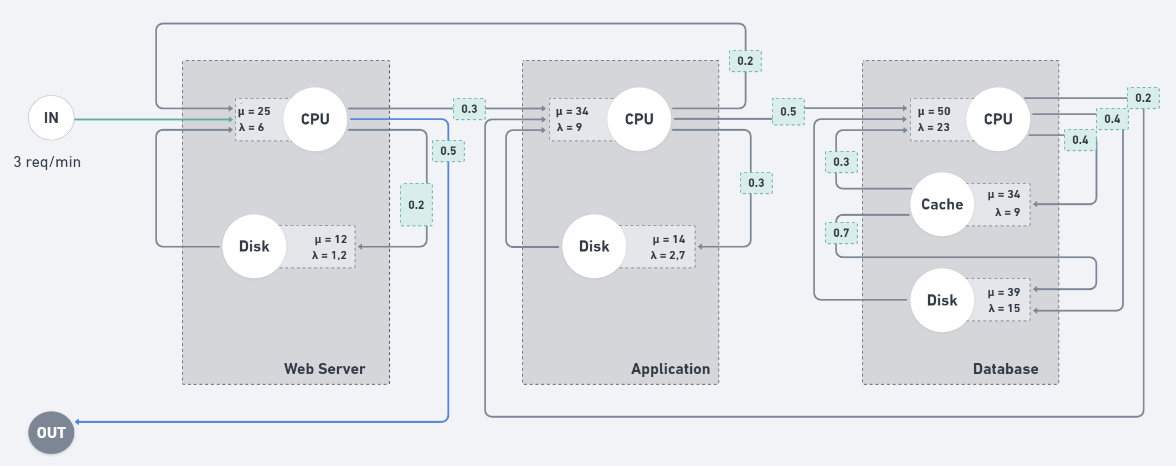 0.2
0.2
IN
μ = 25
λ = 6
CPU
0.3
μ = 34
λ = 9
CPU
0.5
μ = 50
λ = 23
CPU
0.4
0.4
3 req/min
0.5
0.3
0.3
0.2
Cache
μ = 34
λ = 9
0.7
Disk
μ = 12
λ = 1,2
Disk
μ = 14
λ = 2,7
Disk
μ = 39
λ = 15
Web Server
Application
Database
OUT